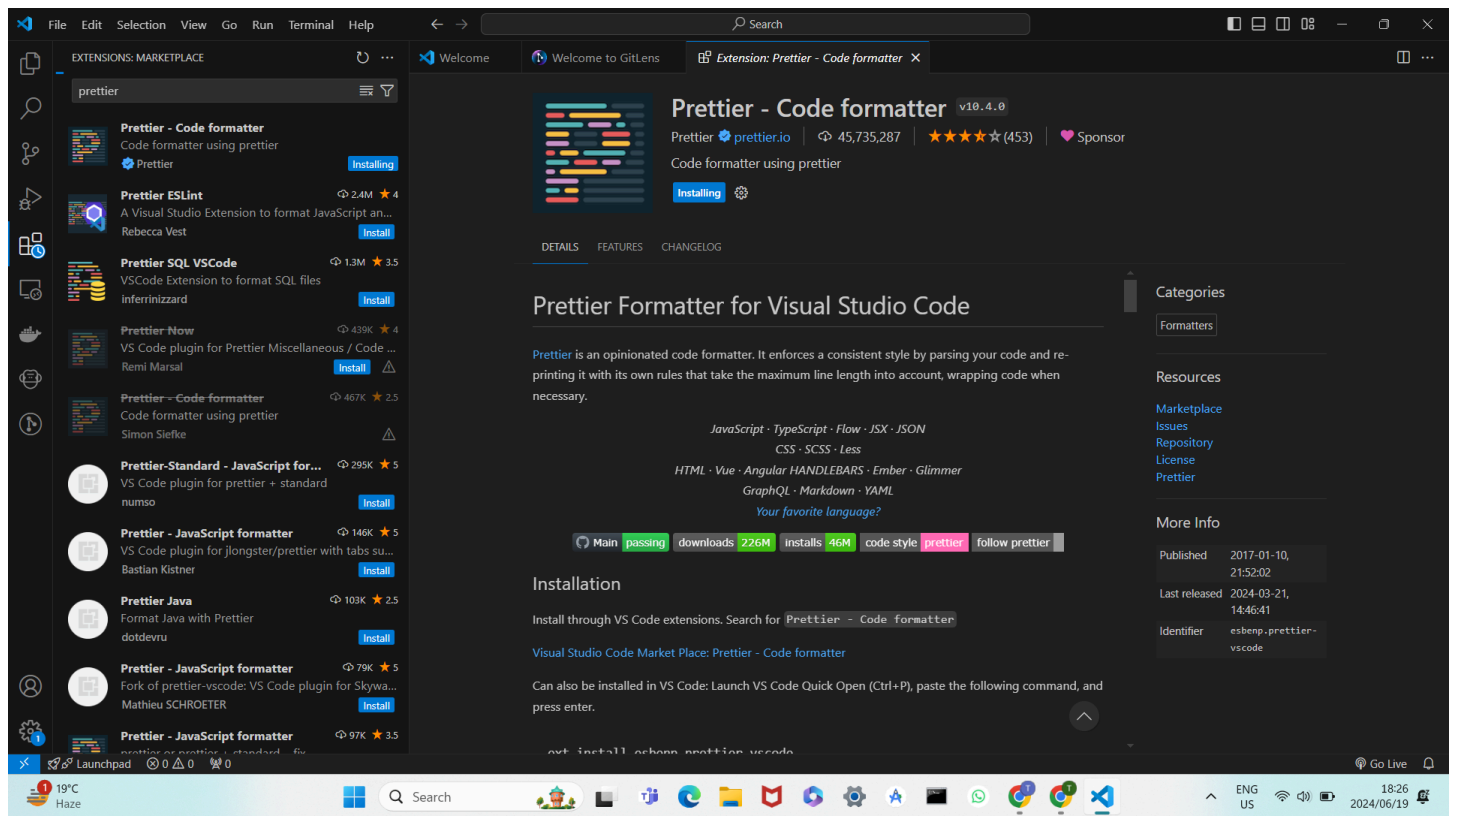 File Edit Selection View Go Run Terminal Help
Search
EXTENSIONS: MARKETPLACE
prettier
Prettier - Code formatter
Code formatter using prettier
Prettier
Installing
Prettier ESLint 2.4M 4
A Visual Studio Extension to format JavaScript an...
Rebecca Vest Install
Prettier SQL VSCode 1.3M 3.5
VSCode Extension to format SQL files
inferrinizzard Install
Prettier Now 439K 4
VS Code plugin for Prettier Miscellaneous / Code ...
Remi Marsal Install
Prettier - Code formatter 467K 2.5
Code formatter using prettier
Simon Siefke
Prettier-Standard - JavaScript for... 295K 5
VS Code plugin for prettier + standard
numso Install
Prettier - JavaScript formatter 146K 5
VS Code plugin for jlongster/prettier with tabs su...
Bastian Kistner Install
Prettier Java 103K 2.5
Format Java with Prettier
dotdevru Install
Prettier - JavaScript formatter 79K 5
Fork of prettier-vscode: VS Code plugin for Skywa...
Mathieu SCHROETER Install
Prettier - JavaScript formatter 97K 3.5
prettier or prettier + standard - fix
Welcome
Welcome to GitLens
Extension: Prettier - Code formatter
Prettier - Code formatter v10.4.0
Prettier prettier.io 45,735,287 (453) Sponsor
Code formatter using prettier
Installing
DETAILS FEATURES CHANGELOG
Prettier Formatter for Visual Studio Code
Prettier is an opinionated code formatter. It enforces a consistent style by parsing your code and re-
printing it with its own rules that take the maximum line length into account, wrapping code when
necessary.
JavaScript · TypeScript · Flow · JSX · JSON
CSS · SCSS · Less
HTML · Vue · Angular HANDLEBARS · Ember · Glimmer
GraphQL · Markdown · YAML
Your favorite language?
Main passing downloads 226M installs 46M code style prettier follow prettier
Installation
Install through VS Code extensions. Search for Prettier - Code formatter
Visual Studio Code Market Place: Prettier - Code formatter
Can also be installed in VS Code: Launch VS Code Quick Open (Ctrl+P), paste the following command, and
press enter.
ext install esbenp.prettier-vscode
Categories
Formatters
Resources
Marketplace
Issues
Repository
License
Prettier
More Info
Published 2017-01-10,
21:52:02
Last released 2024-03-21,
14:46:41
Identifier esbenp.prettier-
vscode
1
Launchpad 0 0 0
Go Live
1
19°C
Haze
Search
T
T
ENG
US
18:26
2024/06/19